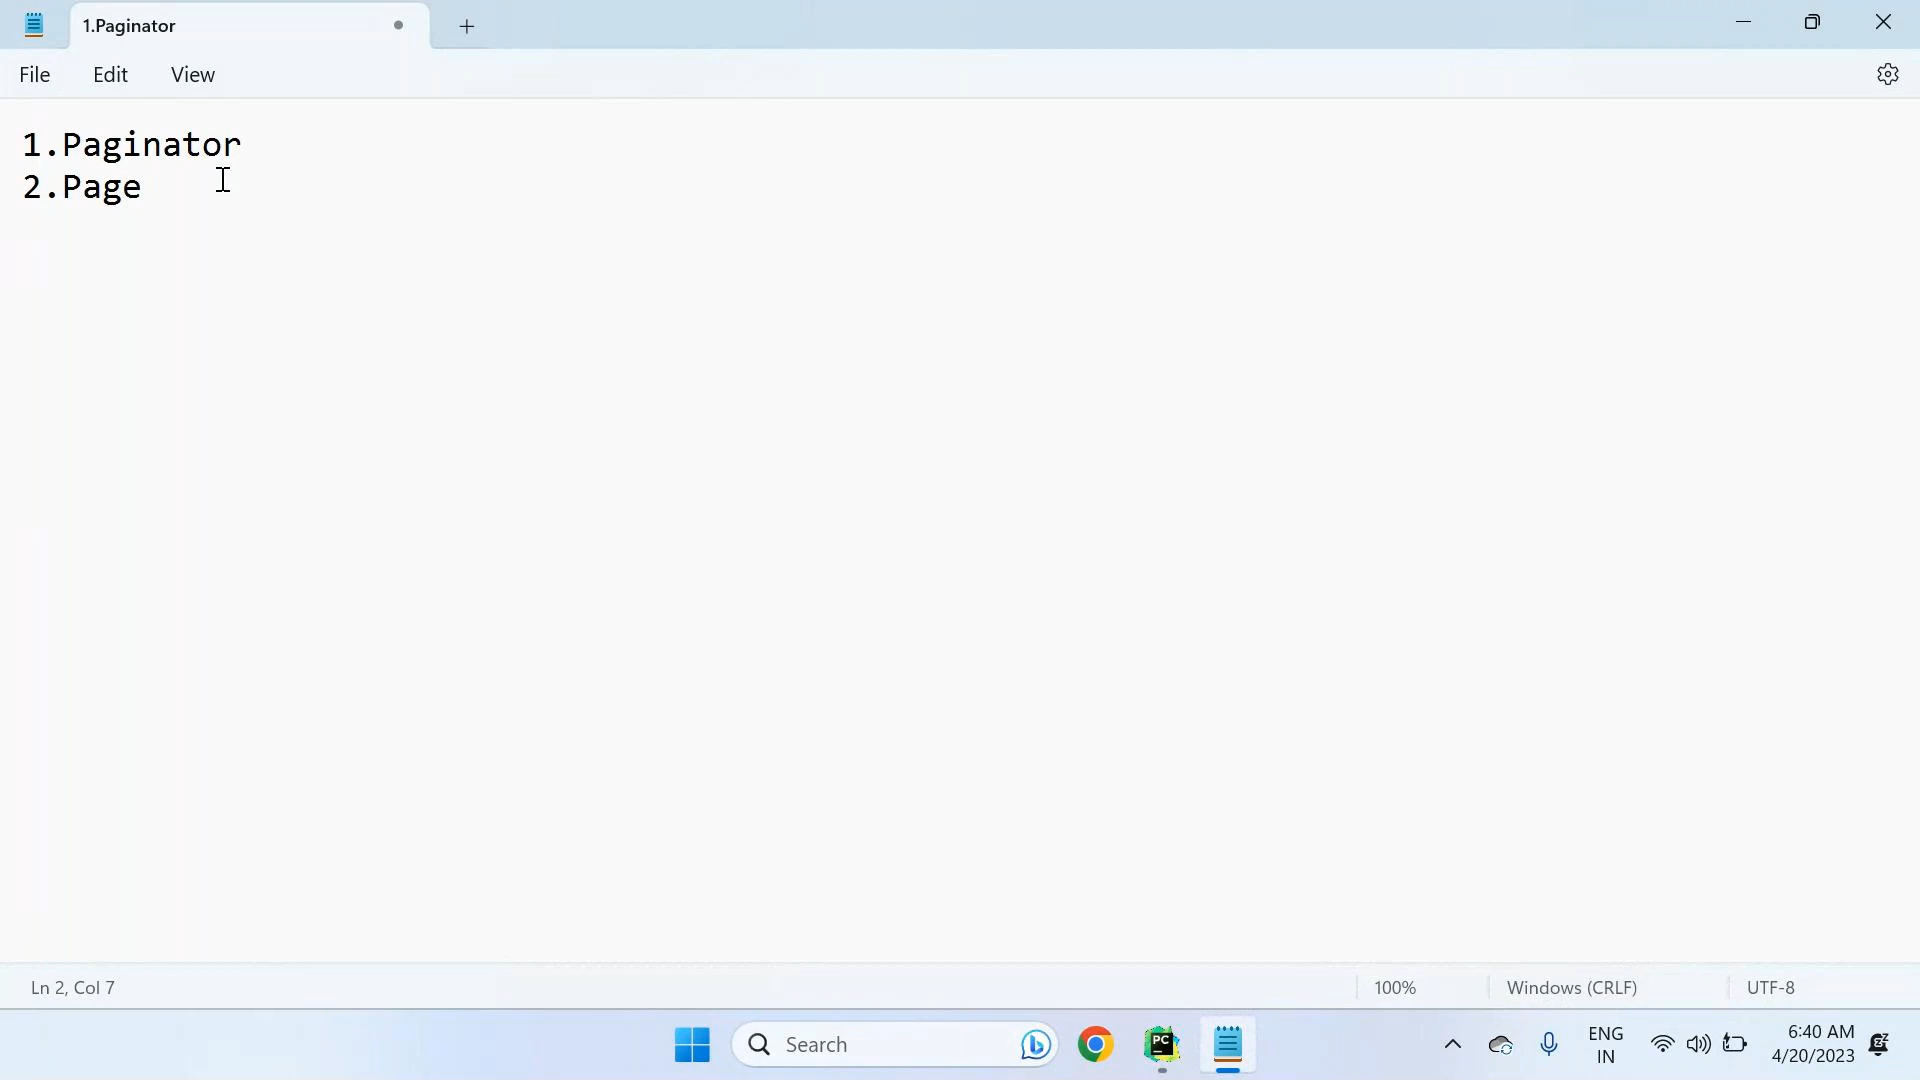 1.Paginator
File Edit View
1.Paginator
2.Page
Ln 2, Col 7 100% Windows (CRLF) UTF-8
Search PC ENG IN 6:40 AM 4/20/2023